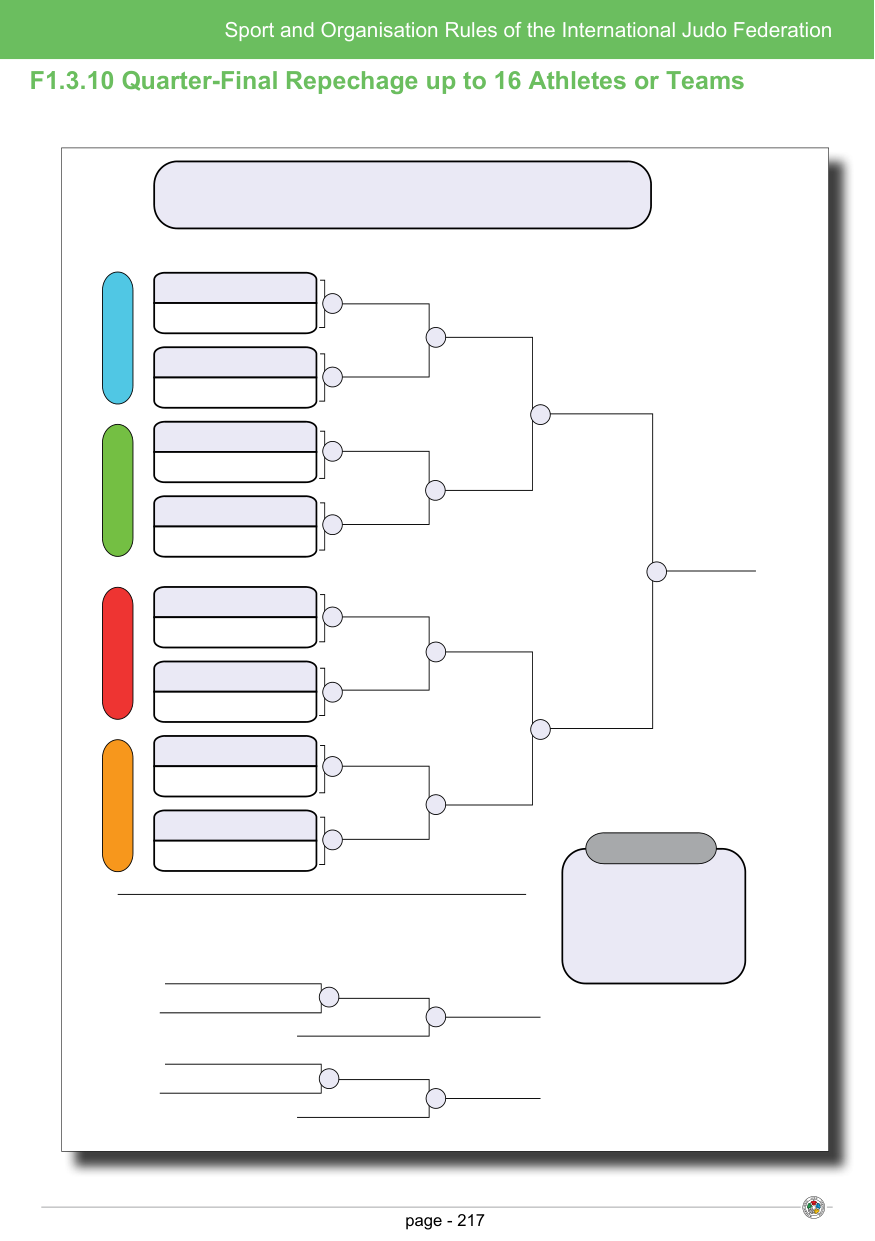 Sport and Organisation Rules of the International Judo Federation
F1.3.10 Quarter-Final Repechage up to 16 Athletes or Teams
page - 217